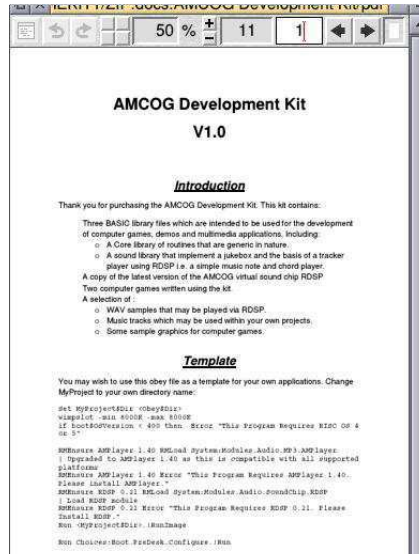 50 % 11 1
AMCOG Development Kit
V1.0
Introduction
Thank you for purchasing the AMCOG Development Kit. This kit contains:
Three BASIC library files which are intended to be used for the development
of computer games, demos and multimedia applications, Including:
o A Core library of routines that are generic in nature.
o A sound library that implement a jukebox and the basis of a tracker
player using RDSP i.e. a simple music note and chord player.
A copy of the latest version of the AMCOG virtual sound chip RDSP
Two computer games written using the kit.
A selection of :
o WAV samples that may be played via RDSP.
o Music tracks which may be used within your own projects.
o Some sample graphics for computer games.
Template
You may wish to use this obey file as a template for your own applications. Change
MyProject to your own directory name:
Set MyProject$Dir <Obey$Dir>
wimpslot -min 8000K -max 8000K
if boot$OsVersion < 400 then Error "This Program Requires RISC OS 4
or 5"
RMEnsure AMPlayer 1.40 RMLoad System:Modules.Audio.MP3.AMPlayer
| Upgraded to AMPlayer 1.40 as this is compatible with all supported
platforms
RMEnsure AMPlayer 1.40 Error "This Program Requires AMPlayer 1.40.
Please install AMPlayer."
RMEnsure RDSP 0.21 RMLoad System:Modules.Audio.SoundChip.RDSP
| Load RDSP module
RMEnsure RDSP 0.21 Error "This Program Requires RDSP 0.21. Please
Install RDSP."
Run <MyProject$Dir>.!RunImage
Run Choices:Boot.PreDesk.Configure.!Run